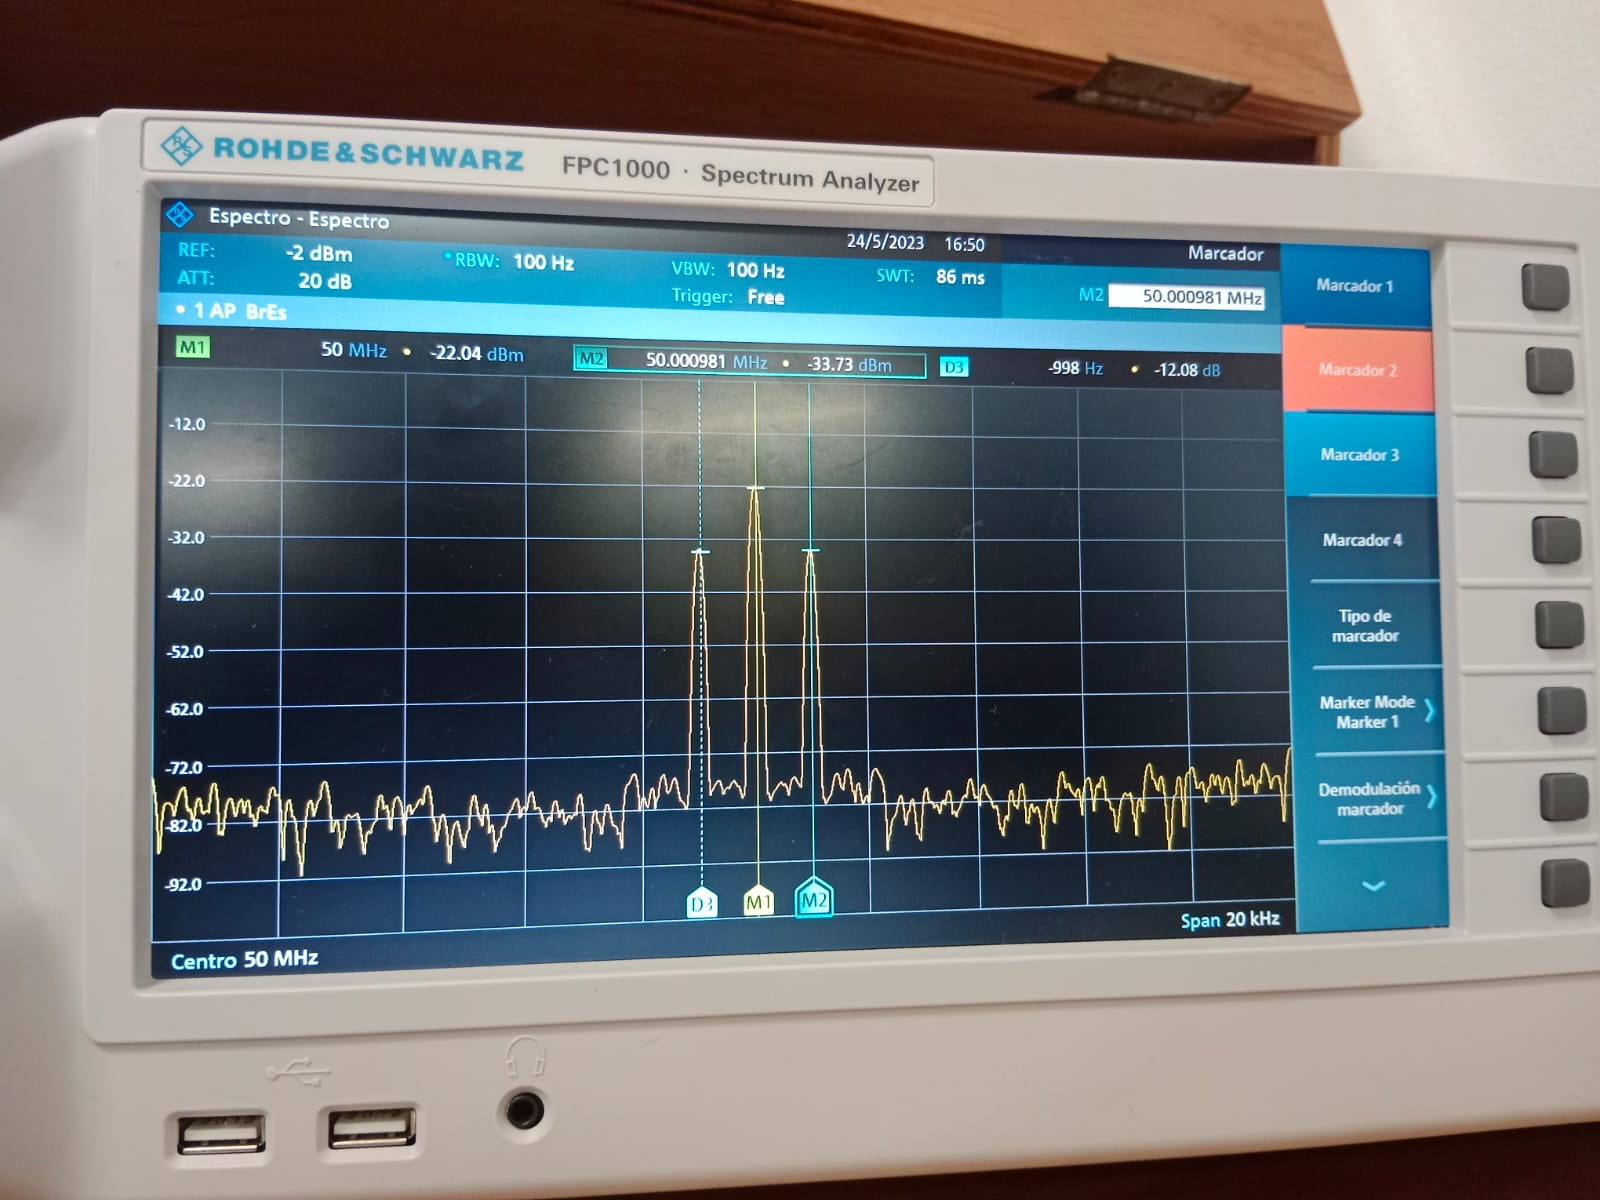 ROHDE&SCHWARZ FPC1000 · Spectrum Analyzer
Espectro - Espectro
24/5/2023 16:50
Marcador
REF: -2 dBm
RBW: 100 Hz
VBW: 100 Hz
SWT: 86 ms
ATT: 20 dB
Trigger: Free
M2 50.000981 MHz
1 AP BrEs
M1 50 MHz • -22.04 dBm
M2 50.000981 MHz • -33.73 dBm
D3 -998 Hz • -12.08 dB
-12.0
-22.0
-32.0
-42.0
-52.0
-62.0
-72.0
-82.0
-92.0
D3 M1 M2
Centro 50 MHz
Span 20 kHz
Marcador 1
Marcador 2
Marcador 3
Marcador 4
Tipo de
marcador
Marker Mode
Marker 1
Demodulación
marcador